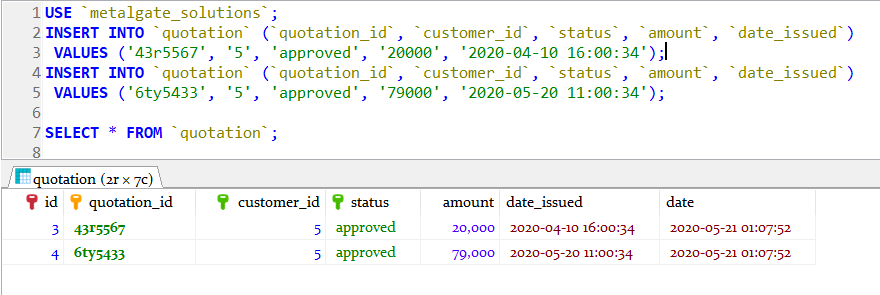 1 USE `metalgate_solutions`;
2 INSERT INTO `quotation` (`quotation_id`, `customer_id`, `status`, `amount`, `date_issued`)
3 VALUES ('43r5567', '5', 'approved', '20000', '2020-04-10 16:00:34');
4 INSERT INTO `quotation` (`quotation_id`, `customer_id`, `status`, `amount`, `date_issued`)
5 VALUES ('6ty5433', '5', 'approved', '79000', '2020-05-20 11:00:34');
6
7 SELECT * FROM `quotation`;
8
quotation (2r × 7c)
id quotation_id customer_id status amount date_issued date
3 43r5567 5 approved 20,000 2020-04-10 16:00:34 2020-05-21 01:07:52
4 6ty5433 5 approved 79,000 2020-05-20 11:00:34 2020-05-21 01:07:52